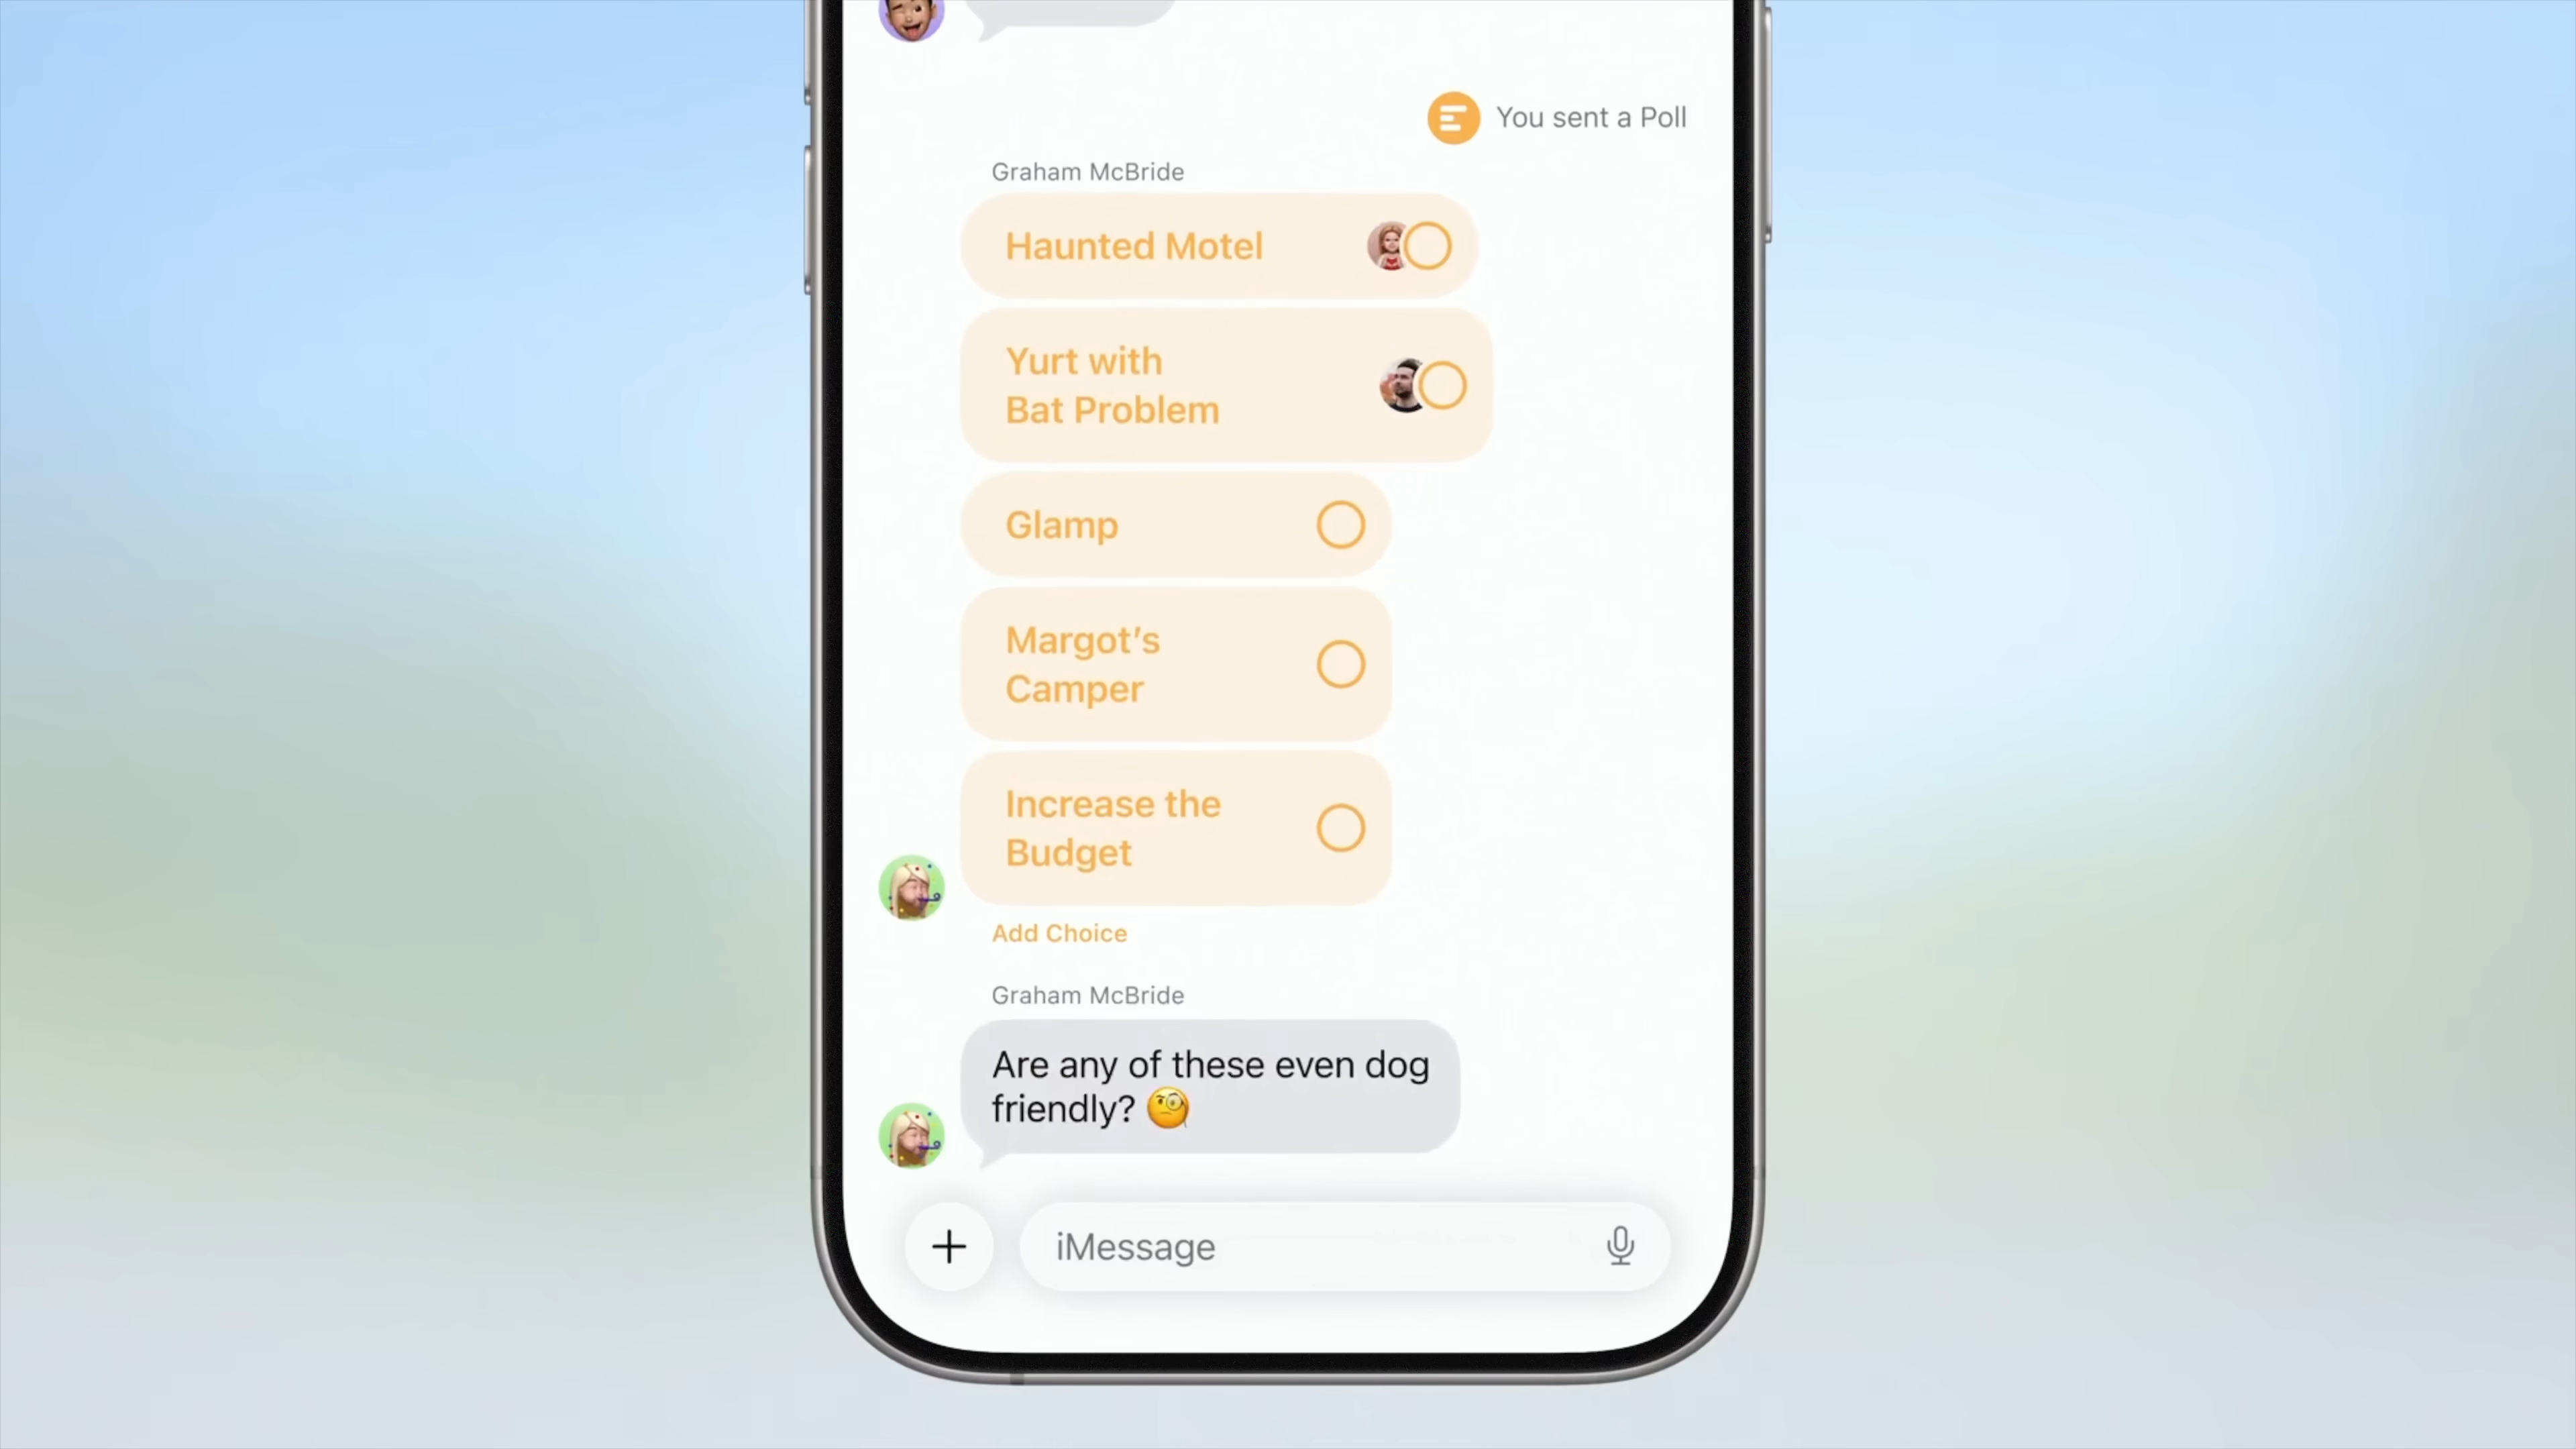 You sent a Poll
Graham McBride
Haunted Motel
Yurt with
Bat Problem
Glamp
Margot’s
Camper
Increase the
Budget
Add Choice
Graham McBride
Are any of these even dog
friendly? 🧐
iMessage